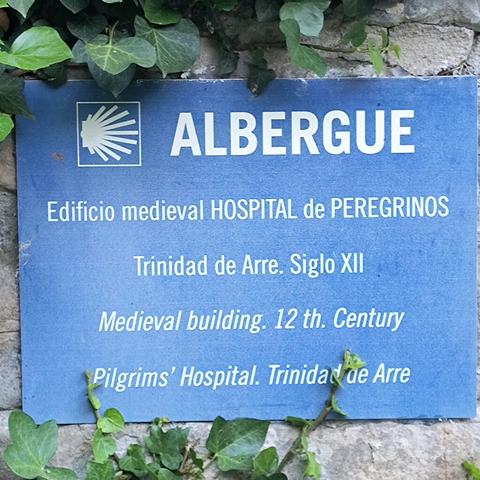 ALBERGUE
Edificio medieval HOSPITAL de PEREGRINOS
Trinidad de Arre. Siglo XII
Medieval building. 12 th. Century
Pilgrims' Hospital. Trinidad de Arre